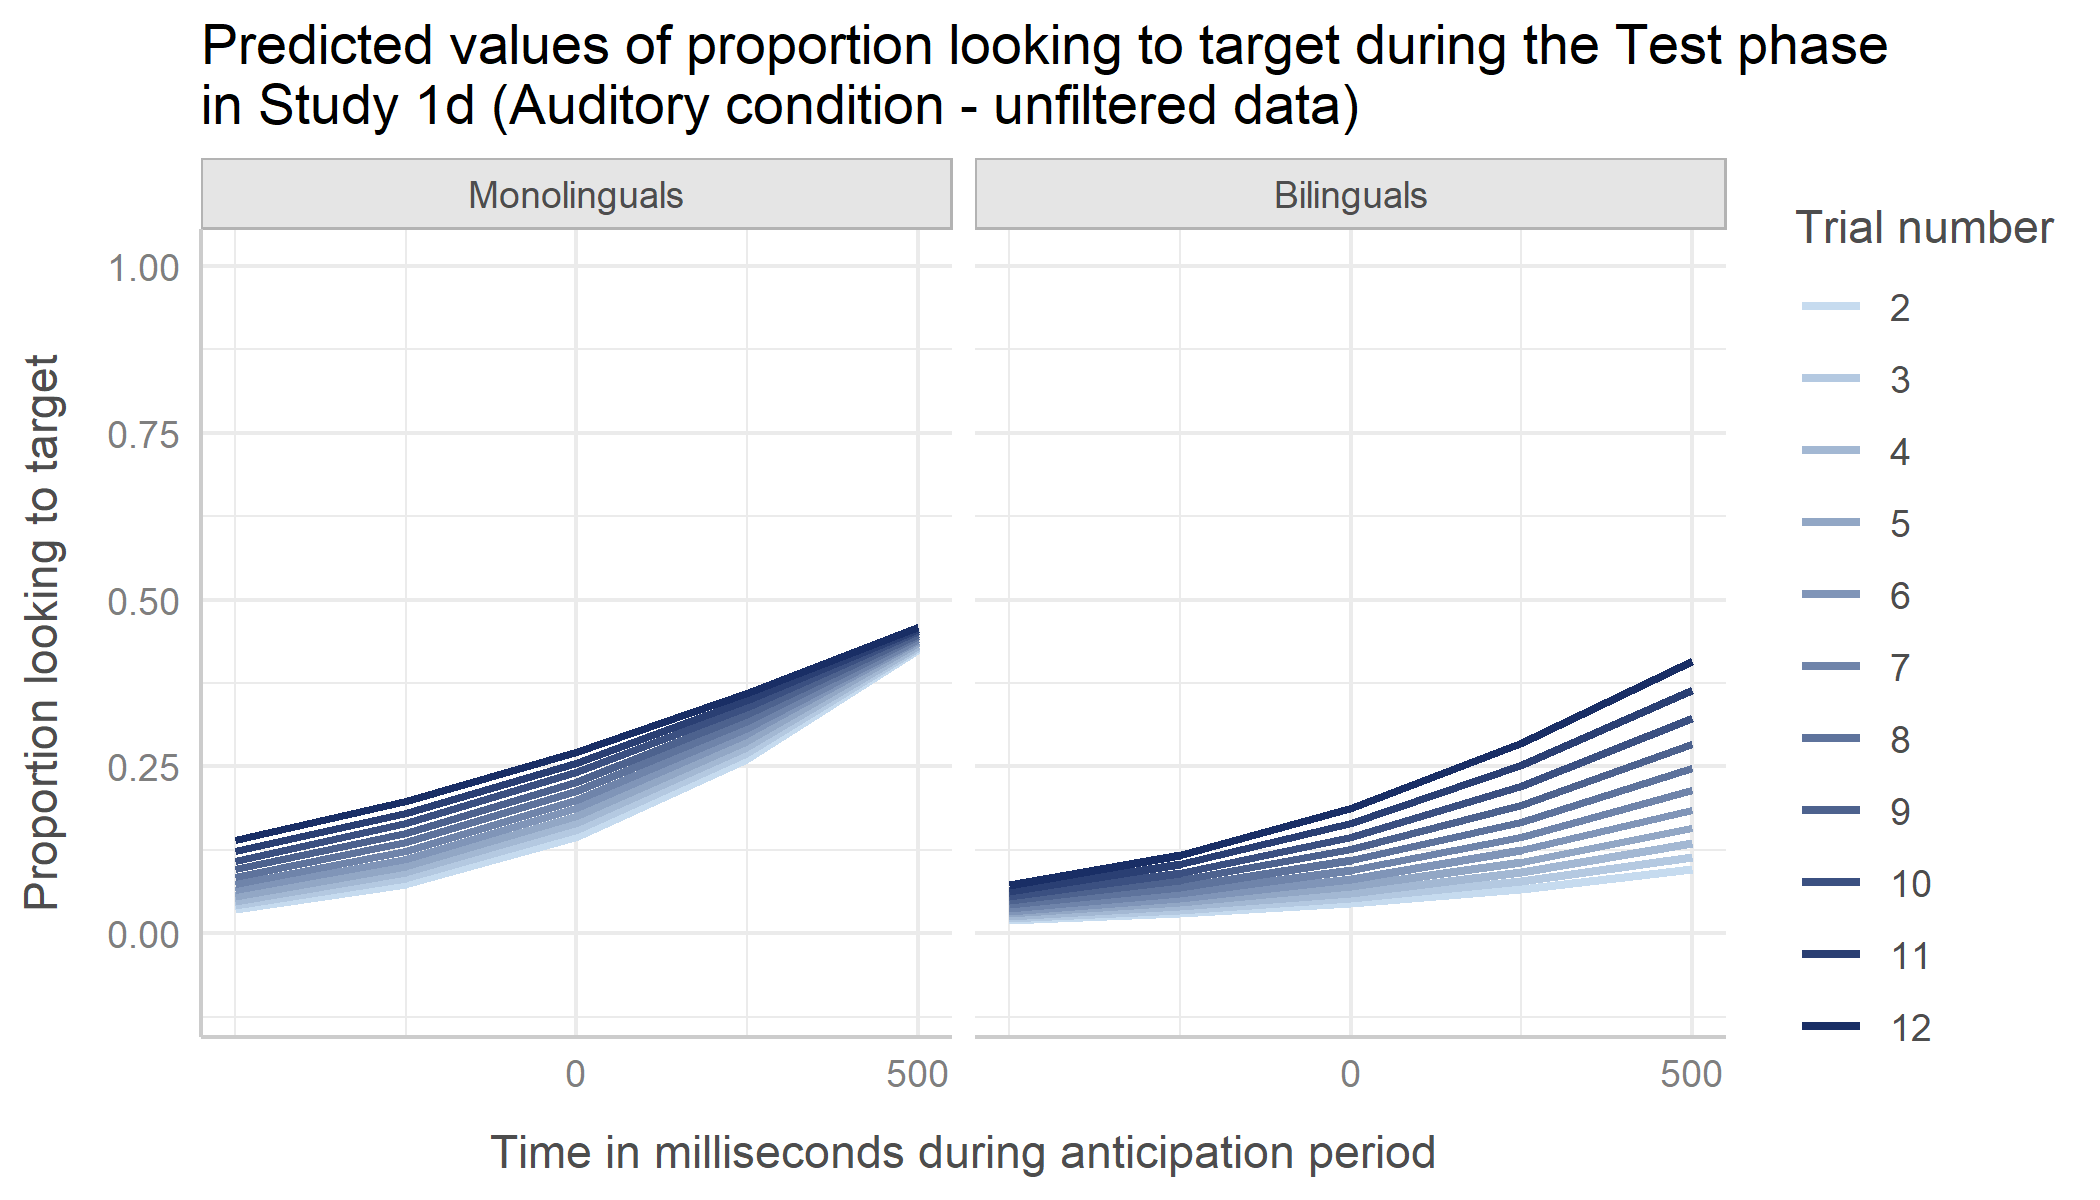 Predicted values of proportion looking to target during the Test phase
in Study 1d (Auditory condition - unfiltered data)
Monolinguals
Bilinguals
Trial number
2
3
4
5
6
7
8
9
10
11
12
Proportion looking to target
1.00
0.75
0.50
0.25
0.00
0
500
0
500
Time in milliseconds during anticipation period